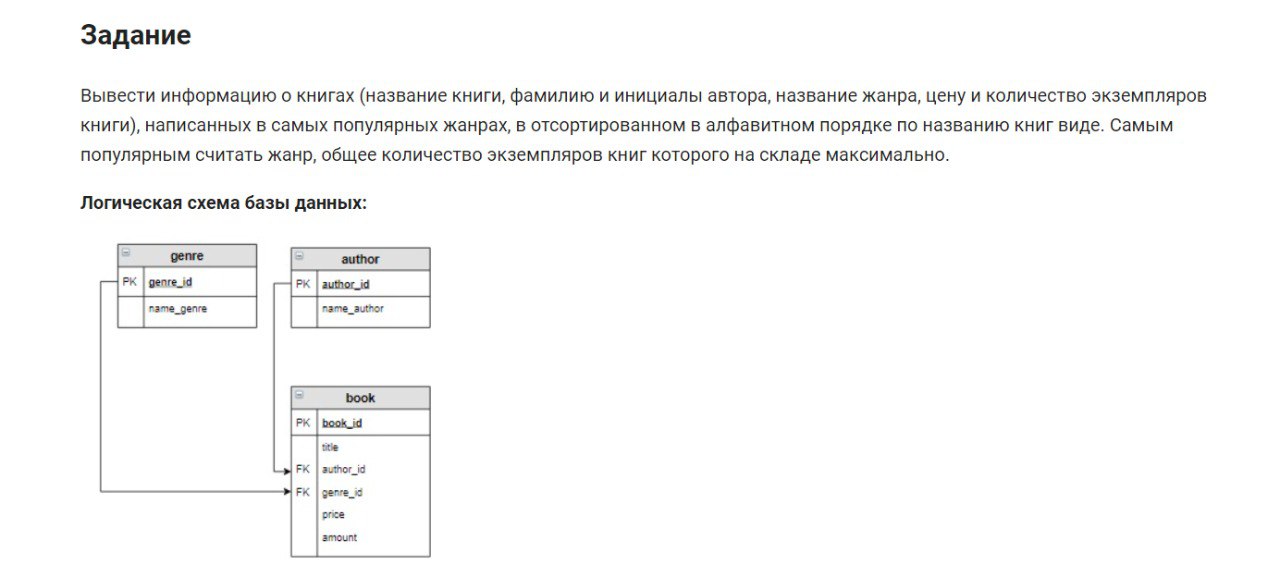 Задание
Вывести информацию о книгах (название книги, фамилию и инициалы автора, название жанра, цену и количество экземпляров
книги), написанных в самых популярных жанрах, в отсортированном в алфавитном порядке по названию книг виде. Самым
популярным считать жанр, общее количество экземпляров книг которого на складе максимально.
Логическая схема базы данных:
genre
PK genre_id
name_genre
author
PK author_id
name_author
book
PK book_id
title
FK author_id
FK genre_id
price
amount